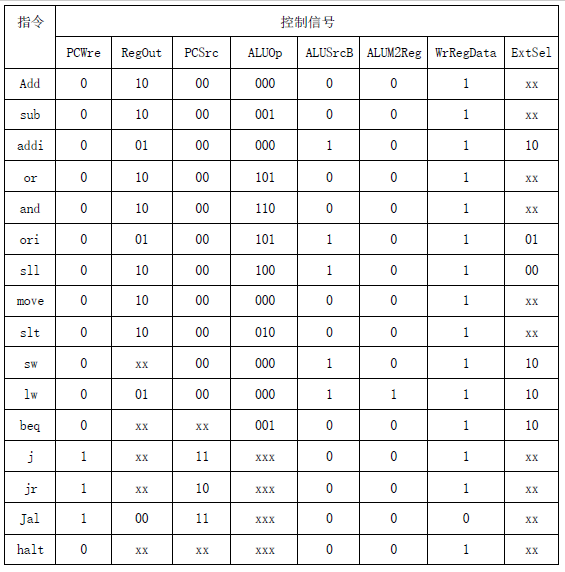 指令 控制信号
PCWre RegOut PCSrc ALUOp ALUSrcB ALUM2Reg WrRegData ExtSel
Add 0 10 00 000 0 0 1 xx
sub 0 10 00 001 0 0 1 xx
addi 0 01 00 000 1 0 1 10
or 0 10 00 101 0 0 1 xx
and 0 10 00 110 0 0 1 xx
ori 0 01 00 101 1 0 1 01
sll 0 10 00 100 1 0 1 00
move 0 10 00 000 0 0 1 xx
slt 0 10 00 010 0 0 1 xx
sw 0 xx 00 000 1 0 1 10
lw 0 01 00 000 1 1 1 10
beq 0 xx xx 001 0 0 1 10
j 1 xx 11 xxx 0 0 1 xx
jr 1 xx 10 xxx 0 0 1 xx
Jal 1 00 11 xxx 0 0 0 xx
halt 0 xx xx xxx 0 0 1 xx